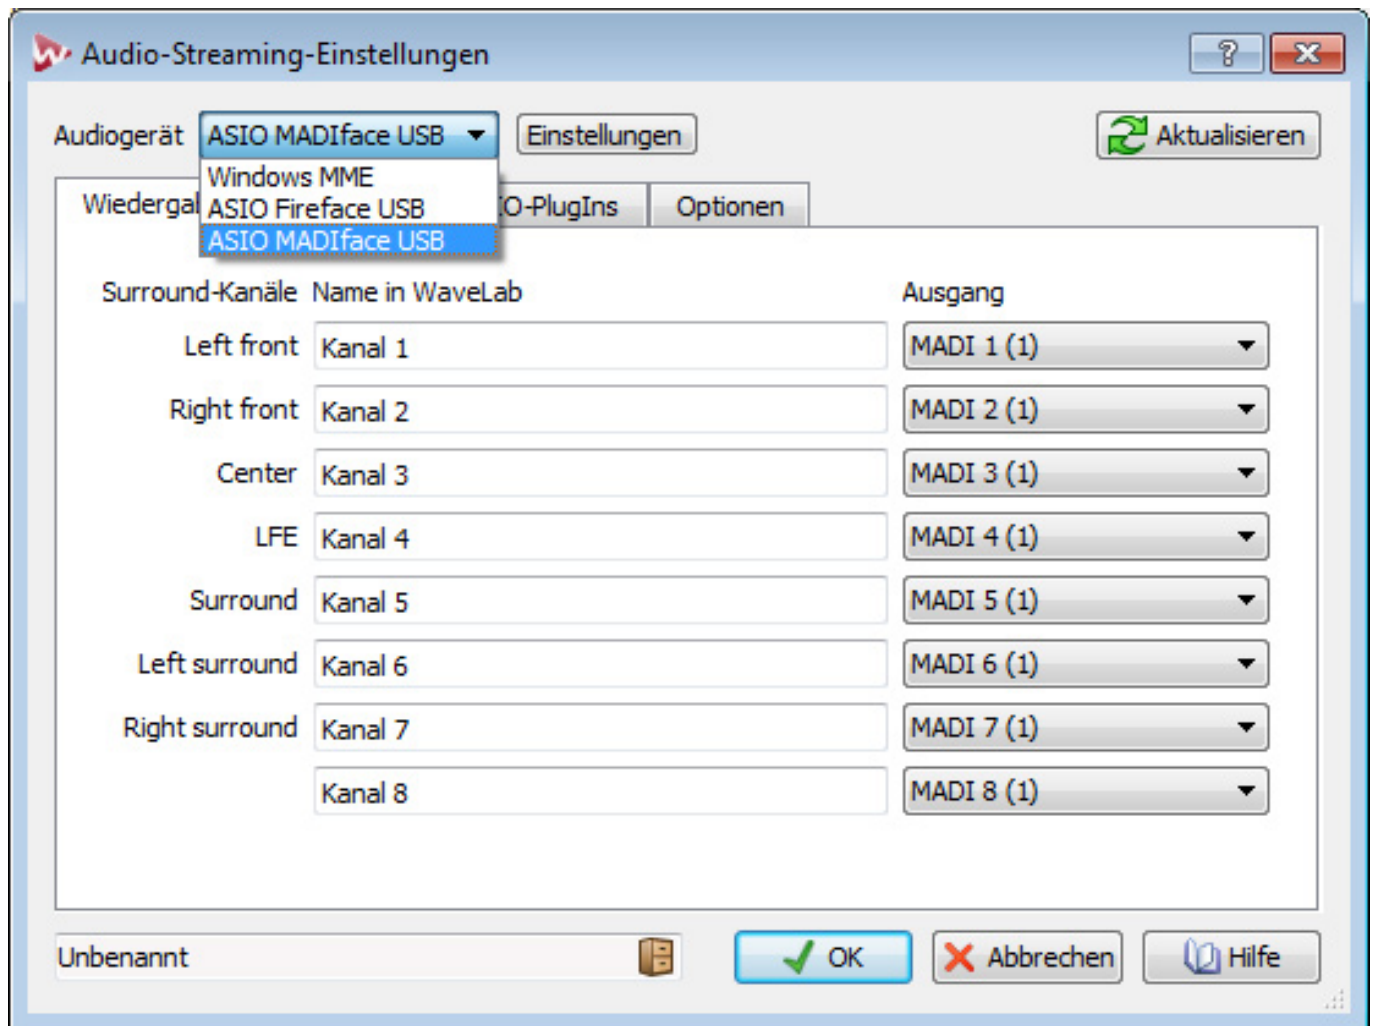 Audio-Streaming-Einstellungen
Audiogerät ASIO MADIface USB Einstellungen Aktualisieren
Windows MME
ASIO Fireface USB
ASIO MADIface USB
Optionen
Surround-Kanäle Name in WaveLab Ausgang
Left front Kanal 1 MADI 1 (1)
Right front Kanal 2 MADI 2 (1)
Center Kanal 3 MADI 3 (1)
LFE Kanal 4 MADI 4 (1)
Surround Kanal 5 MADI 5 (1)
Left surround Kanal 6 MADI 6 (1)
Right surround Kanal 7 MADI 7 (1)
Kanal 8 MADI 8 (1)
Unbenannt OK Abbrechen Hilfe